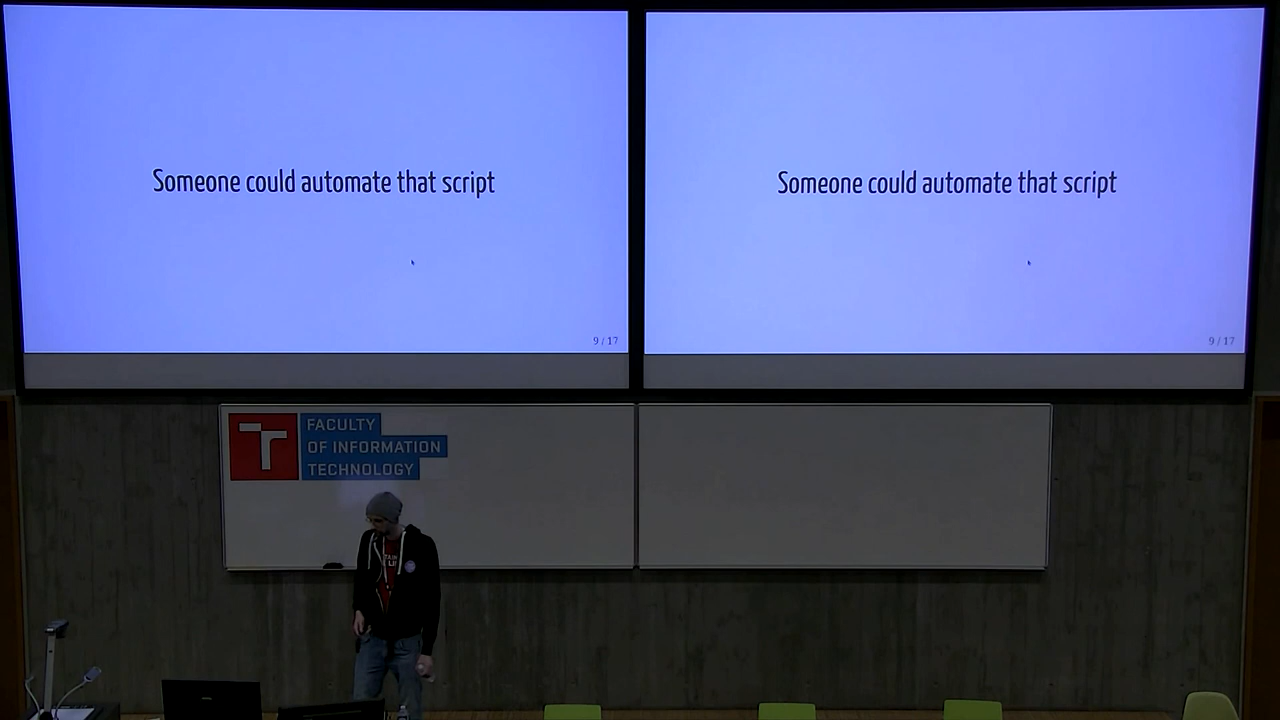 Someone could automate that script
9 / 17
Someone could automate that script
9 / 17
FACULTY
OF INFORMATION
TECHNOLOGY